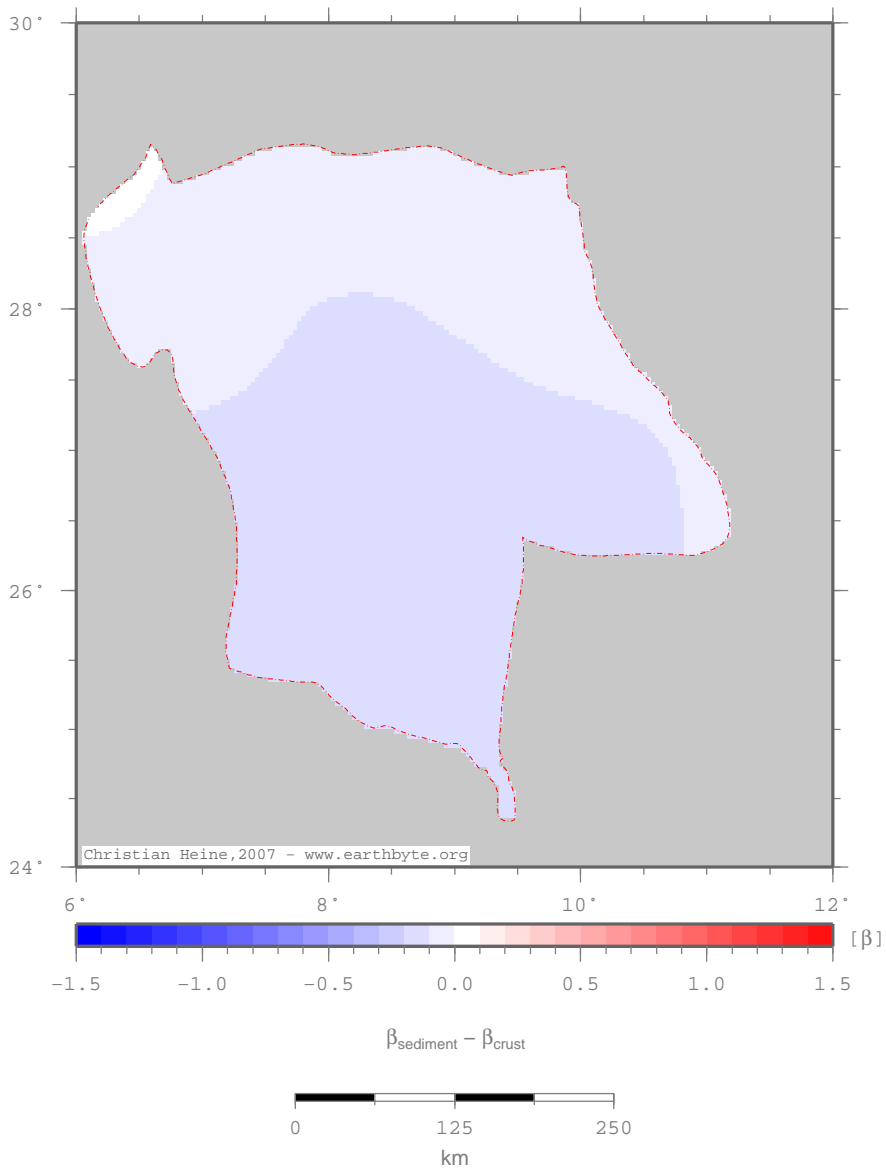 30°
28°
26°
24°
Christian Heine,2007 - www.earthbyte.org
6° 8° 10° 12°
[β]
-1.5 -1.0 -0.5 0.0 0.5 1.0 1.5
βsediment – βcrust
0 125 250
km